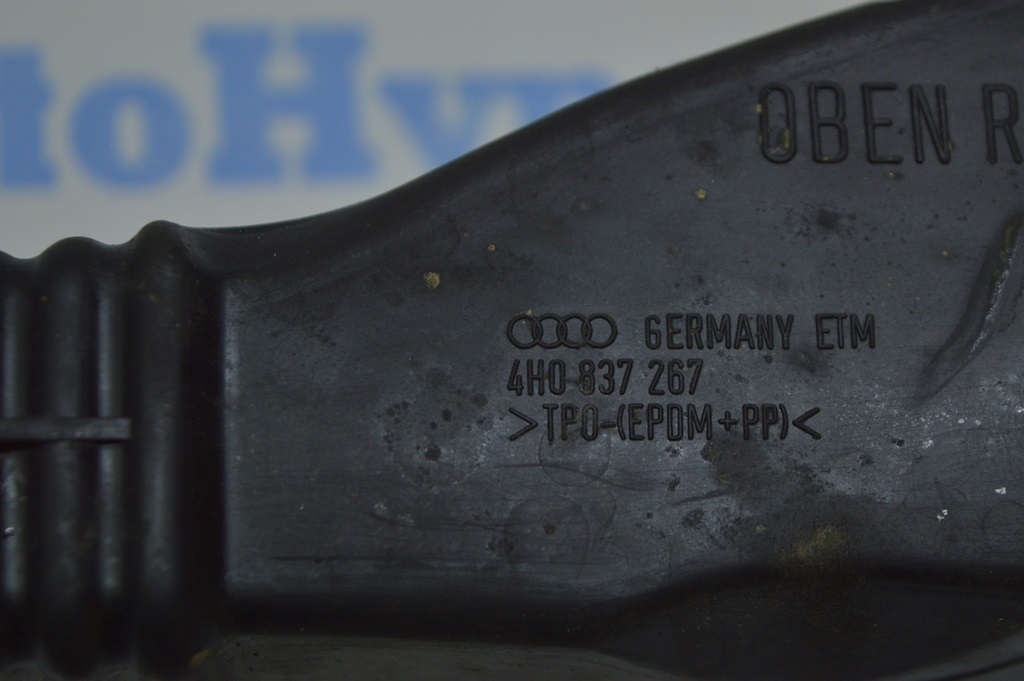 OBEN R
GERMANY ETM
4H0 837 267
>TPO-(EPDM+PP)<